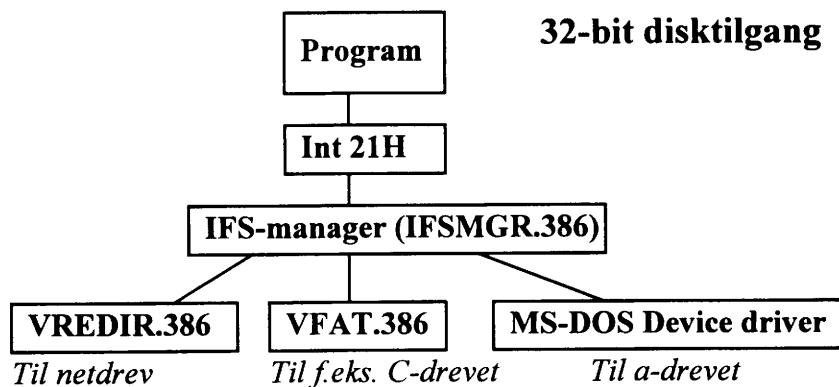 32-bit disktilgang
Program
Int 21H
IFS-manager (IFSMGR.386)
VREDIR.386
VFAT.386
MS-DOS Device driver
Til netdrev
Til f.eks. C-drevet
Til a-drevet